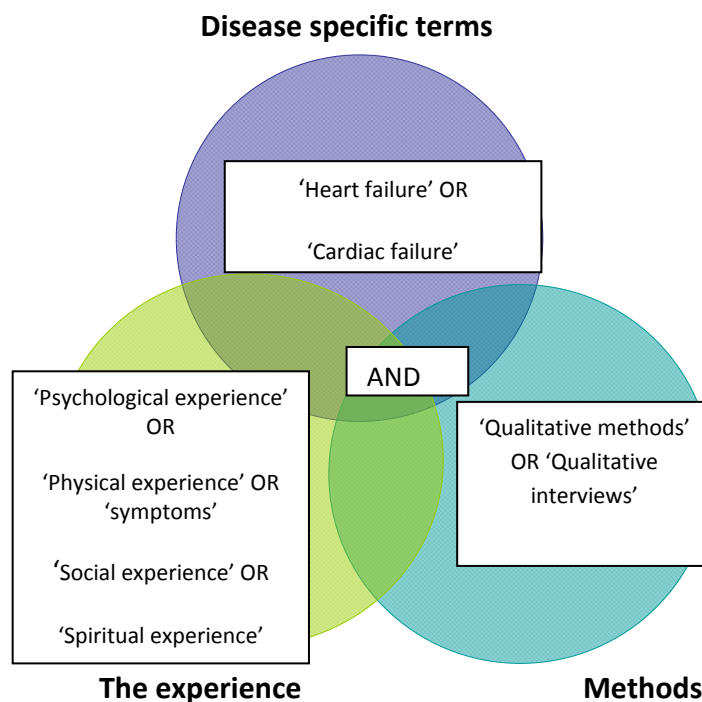 Disease specific terms
‘Heart failure’ OR
‘Cardiac failure’
AND
‘Psychological experience’
OR
‘Physical experience’ OR
‘symptoms’
‘Social experience’ OR
‘Spiritual experience’
‘Qualitative methods’
OR ‘Qualitative
interviews’
The experience
Methods